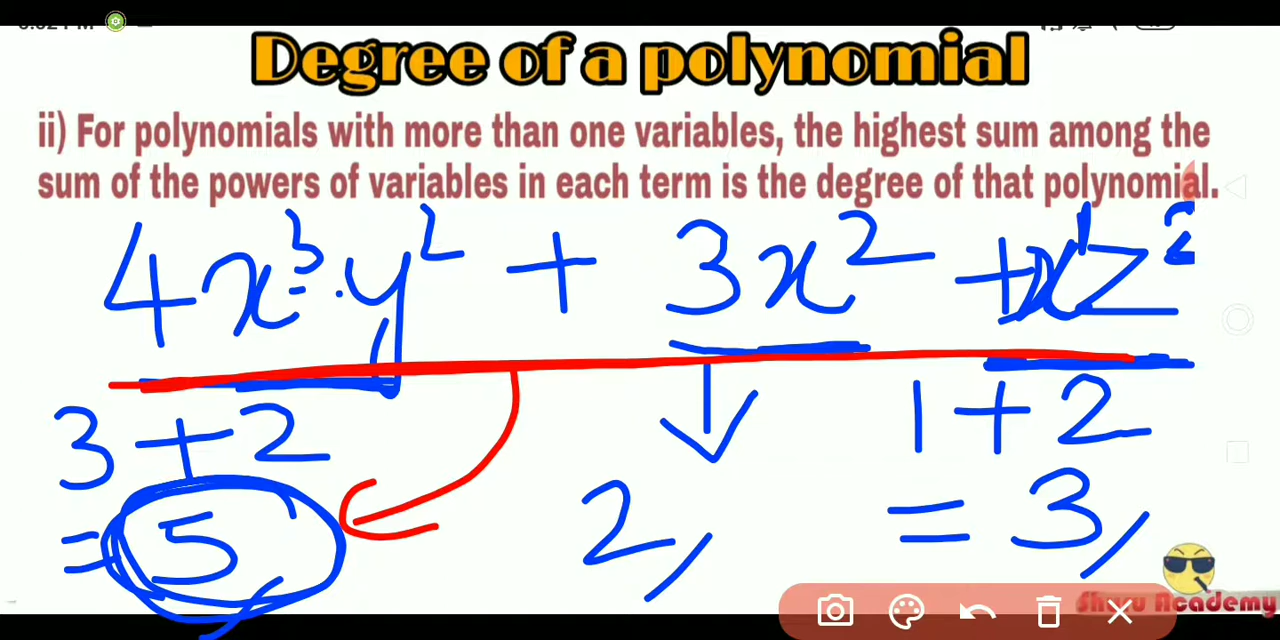 Degree of a polynomial
ii) For polynomials with more than one variables, the highest sum among the
sum of the powers of variables in each term is the degree of that polynomial.
4x³.y² + 3x² + x¹z²
3+2 1+2
=5, 2, =3,
Academy